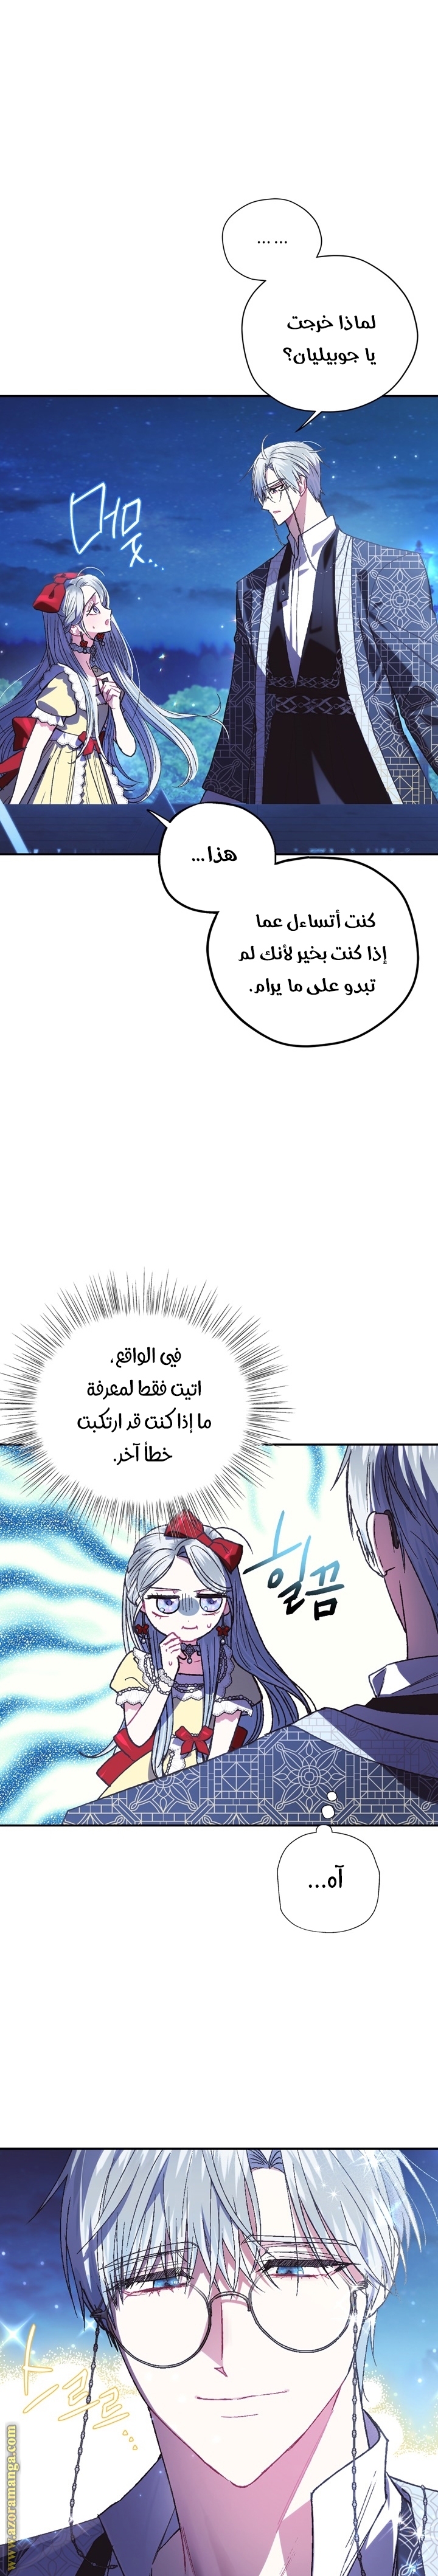 ... ...
لماذا خرجت
يا جوبيليان؟
머뭇...
هذا...
كنت أتساءل عما
إذا كنت بخير لأنك لم
تبدو على ما يرام.
في الواقع،
اتيت فقط لمعرفة
ما إذا كنت قد ارتكبت
خطأ آخر.
힐끔
آه...
스르르...
www.azoramanga.com